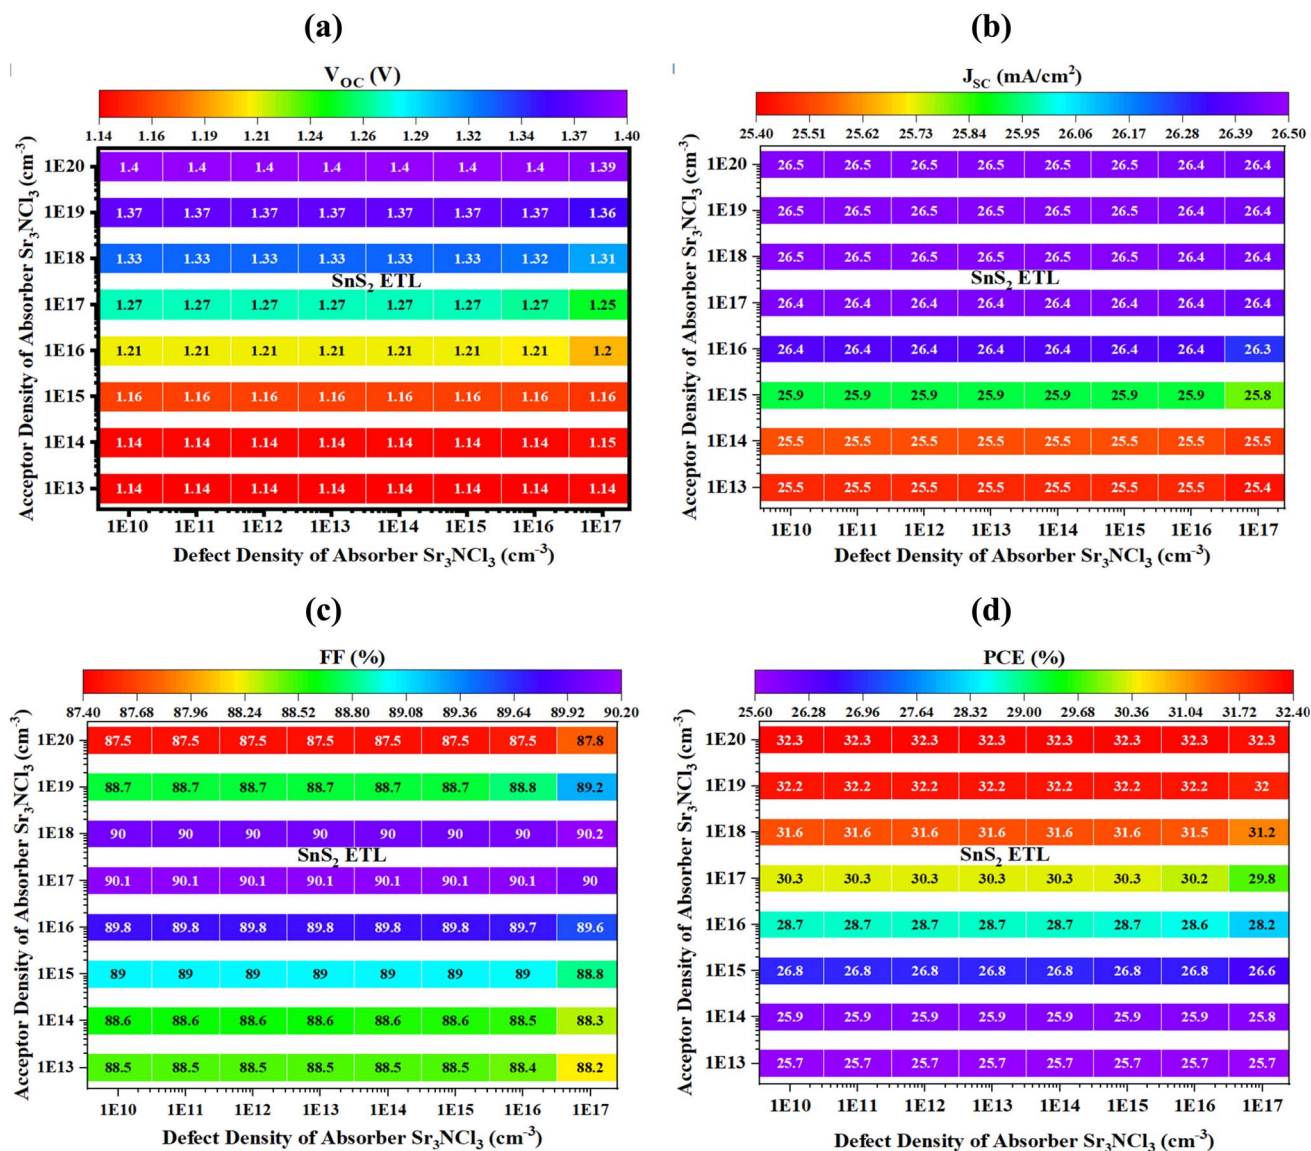 (a)
V_OC (V)
1.14 1.16 1.19 1.21 1.24 1.26 1.29 1.32 1.34 1.37 1.40
Acceptor Density of Absorber Sr₃NCl₃ (cm⁻³)
1E20 1.4 1.4 1.4 1.4 1.4 1.4 1.4 1.39
1E19 1.37 1.37 1.37 1.37 1.37 1.37 1.37 1.36
1E18 1.33 1.33 1.33 1.33 1.33 1.33 1.32 1.31
SnS₂ ETL
1E17 1.27 1.27 1.27 1.27 1.27 1.27 1.27 1.25
1E16 1.21 1.21 1.21 1.21 1.21 1.21 1.21 1.2
1E15 1.16 1.16 1.16 1.16 1.16 1.16 1.16 1.16
1E14 1.14 1.14 1.14 1.14 1.14 1.14 1.14 1.15
1E13 1.14 1.14 1.14 1.14 1.14 1.14 1.14 1.14
1E10 1E11 1E12 1E13 1E14 1E15 1E16 1E17
Defect Density of Absorber Sr₃NCl₃ (cm⁻³)
(b)
J_SC (mA/cm²)
25.40 25.51 25.62 25.73 25.84 25.95 26.06 26.17 26.28 26.39 26.50
Acceptor Density of Absorber Sr₃NCl₃ (cm⁻³)
1E20 26.5 26.5 26.5 26.5 26.5 26.5 26.4 26.4
1E19 26.5 26.5 26.5 26.5 26.5 26.5 26.4 26.4
1E18 26.5 26.5 26.5 26.5 26.5 26.5 26.5 26.4
SnS₂ ETL
1E17 26.4 26.4 26.4 26.4 26.4 26.4 26.4 26.4
1E16 26.4 26.4 26.4 26.4 26.4 26.4 26.4 26.3
1E15 25.9 25.9 25.9 25.9 25.9 25.9 25.9 25.8
1E14 25.5 25.5 25.5 25.5 25.5 25.5 25.5 25.5
1E13 25.5 25.5 25.5 25.5 25.5 25.5 25.5 25.4
1E10 1E11 1E12 1E13 1E14 1E15 1E16 1E17
Defect Density of Absorber Sr₃NCl₃ (cm⁻³)
(c)
FF (%)
87.40 87.68 87.96 88.24 88.52 88.80 89.08 89.36 89.64 89.92 90.20
Acceptor Density of Absorber Sr₃NCl₃ (cm⁻³)
1E20 87.5 87.5 87.5 87.5 87.5 87.5 87.5 87.8
1E19 88.7 88.7 88.7 88.7 88.7 88.7 88.8 89.2
1E18 90 90 90 90 90 90 90 90.2
SnS₂ ETL
1E17 90.1 90.1 90.1 90.1 90.1 90.1 90.1 90
1E16 89.8 89.8 89.8 89.8 89.8 89.8 89.7 89.6
1E15 89 89 89 89 89 89 89 88.8
1E14 88.6 88.6 88.6 88.6 88.6 88.6 88.5 88.3
1E13 88.5 88.5 88.5 88.5 88.5 88.5 88.4 88.2
1E10 1E11 1E12 1E13 1E14 1E15 1E16 1E17
Defect Density of Absorber Sr₃NCl₃ (cm⁻³)
(d)
PCE (%)
25.60 26.28 26.96 27.64 28.32 29.00 29.68 30.36 31.04 31.72 32.40
Acceptor Density of Absorber Sr₃NCl₃ (cm⁻³)
1E20 32.3 32.3 32.3 32.3 32.3 32.3 32.3 32.3
1E19 32.2 32.2 32.2 32.2 32.2 32.2 32.2 32
1E18 31.6 31.6 31.6 31.6 31.6 31.6 31.5 31.2
SnS₂ ETL
1E17 30.3 30.3 30.3 30.3 30.3 30.3 30.2 29.8
1E16 28.7 28.7 28.7 28.7 28.7 28.7 28.6 28.2
1E15 26.8 26.8 26.8 26.8 26.8 26.8 26.8 26.6
1E14 25.9 25.9 25.9 25.9 25.9 25.9 25.9 25.8
1E13 25.7 25.7 25.7 25.7 25.7 25.7 25.7 25.7
1E10 1E11 1E12 1E13 1E14 1E15 1E16 1E17
Defect Density of Absorber Sr₃NCl₃ (cm⁻³)